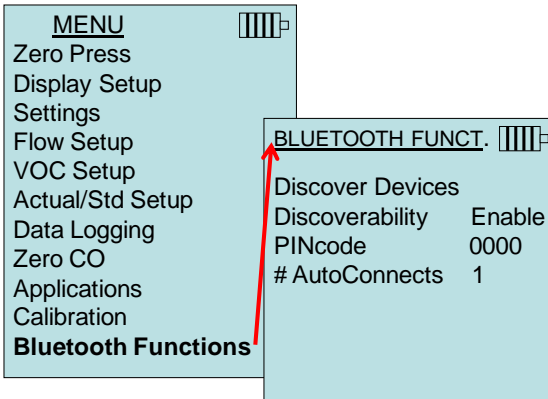 MENU
Zero Press
Display Setup
Settings
Flow Setup
VOC Setup
Actual/Std Setup
Data Logging
Zero CO
Applications
Calibration
Bluetooth Functions
BLUETOOTH FUNCT.
Discover Devices
Discoverability Enable
PINcode 0000
# AutoConnects 1